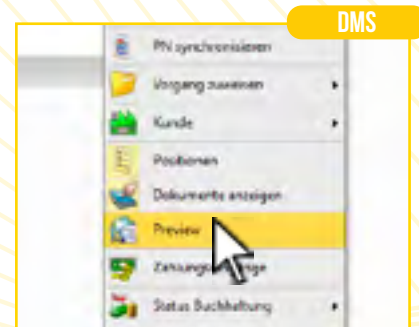 DMS
PN synchronisieren
Vorgang zuweisen
Kunde
Positionen
Dokumente anzeigen
Preview
Status Buchhaltung